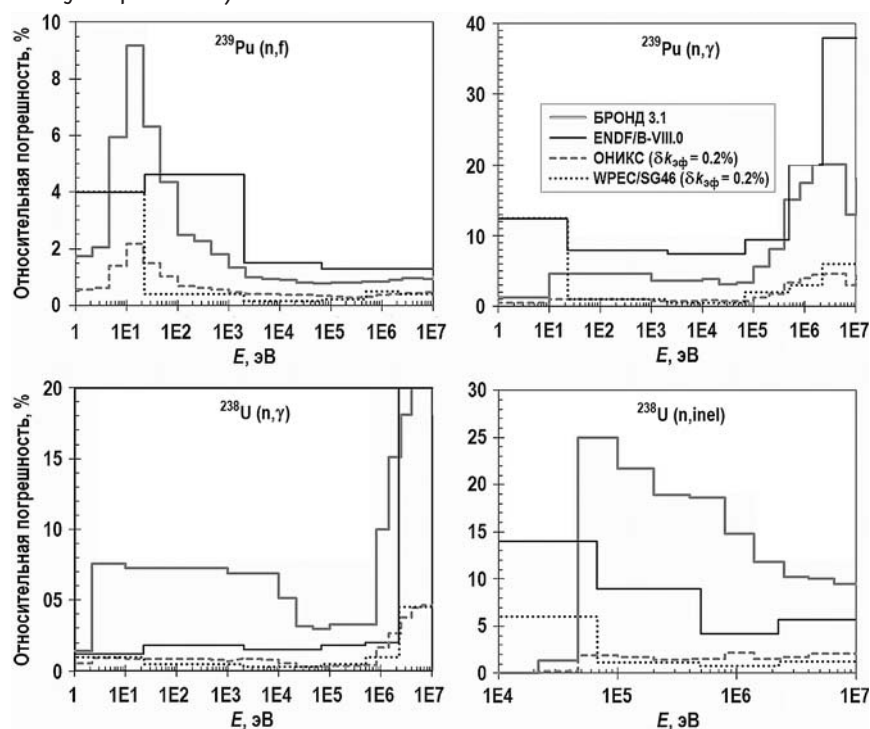 Относительная погрешность, %
10
8
6
4
2
0
²³⁹Pu (n,f)
1 1E1 1E2 1E3 1E4 1E5 1E6 1E7
E, эВ
50
40
30
20
10
0
²³⁹Pu (n,γ)
БРОНД 3.1
ENDF/B-VIII.0
ОНИКС (δkэф = 0.2%)
WPEC/SG46 (δkэф = 0.2%)
1 1E1 1E2 1E3 1E4 1E5 1E6 1E7
E, эВ
Относительная погрешность, %
20
15
10
05
0
²³⁸U (n,γ)
1 1E1 1E2 1E3 1E4 1E5 1E6 1E7
E, эВ
30
25
20
15
10
5
0
²³⁸U (n,inel)
1E4 1E5 1E6 1E7
E, эВ